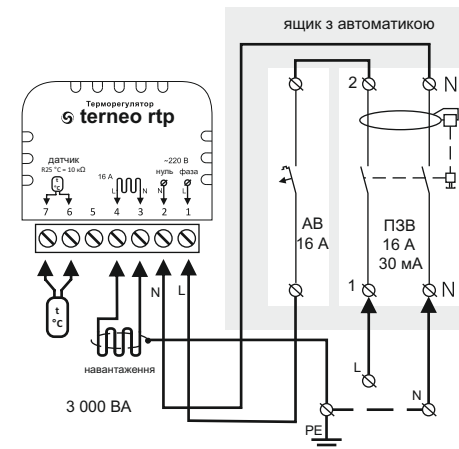 ящик з автоматикою
Терморегулятор
terneo rtp
датчик
R25 °C = 10 кΩ
t
°C
16 A
L
N
~220 В
нуль
фаза
N
L
7
6
5
4
3
2
1
t
°C
N
L
навантаження
3 000 ВА
АВ
16 А
2
N
ПЗВ
16 А
30 мА
1
N
L
N
PE